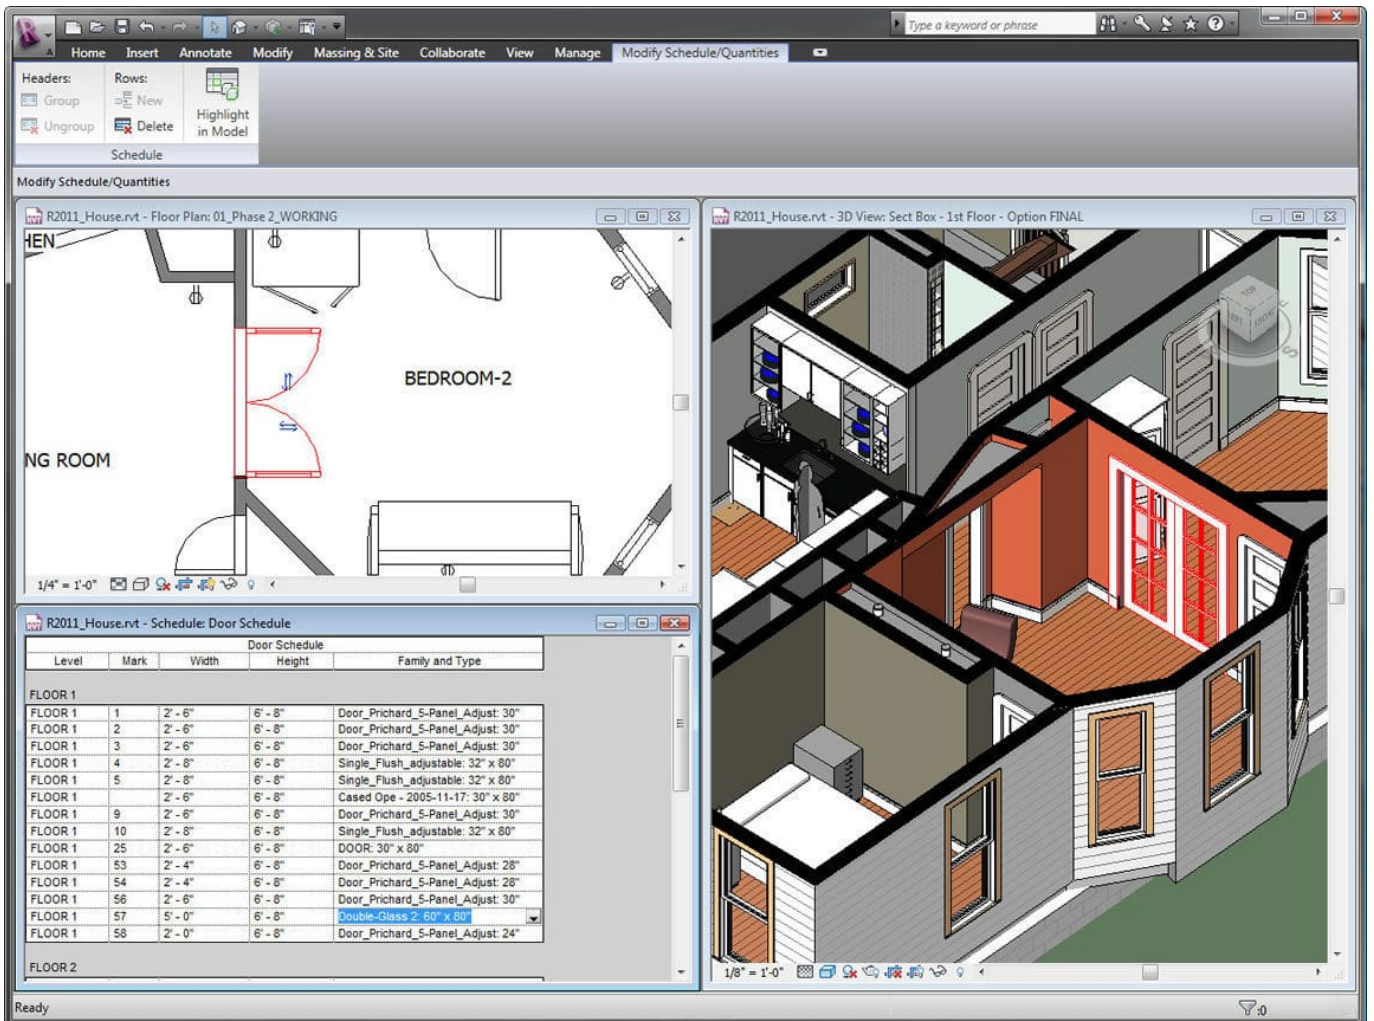 Type a keyword or phrase
Home Insert Annotate Modify Massing & Site Collaborate View Manage Modify Schedule/Quantities
Headers: Rows:
Group New
Ungroup Delete
Highlight
in Model
Schedule
Modify Schedule/Quantities
R2011_House.rvt - Floor Plan: 01_Phase 2_WORKING
HEN
BEDROOM-2
NG ROOM
1/4" = 1'-0"
R2011_House.rvt - Schedule: Door Schedule
Door Schedule
Level Mark Width Height Family and Type
FLOOR 1
FLOOR 1 1 2' - 6" 6' - 8" Door_Prichard_5-Panel_Adjust: 30"
FLOOR 1 2 2' - 6" 6' - 8" Door_Prichard_5-Panel_Adjust: 30"
FLOOR 1 3 2' - 6" 6' - 8" Door_Prichard_5-Panel_Adjust: 30"
FLOOR 1 4 2' - 8" 6' - 8" Single_Flush_adjustable: 32" x 80"
FLOOR 1 5 2' - 8" 6' - 8" Single_Flush_adjustable: 32" x 80"
FLOOR 1 2' - 6" 6' - 8" Cased Ope - 2005-11-17: 30" x 80"
FLOOR 1 9 2' - 6" 6' - 8" Door_Prichard_5-Panel_Adjust: 30"
FLOOR 1 10 2' - 8" 6' - 8" Single_Flush_adjustable: 32" x 80"
FLOOR 1 25 2' - 6" 6' - 8" DOOR: 30" x 80"
FLOOR 1 53 2' - 4" 6' - 8" Door_Prichard_5-Panel_Adjust: 28"
FLOOR 1 54 2' - 4" 6' - 8" Door_Prichard_5-Panel_Adjust: 28"
FLOOR 1 56 2' - 6" 6' - 8" Door_Prichard_5-Panel_Adjust: 30"
FLOOR 1 57 5' - 0" 6' - 8" Double-Glass 2: 60" x 80"
FLOOR 1 58 2' - 0" 6' - 8" Door_Prichard_5-Panel_Adjust: 24"
FLOOR 2
R2011_House.rvt - 3D View: Sect Box - 1st Floor - Option FINAL
TOP
FRONT
1/8" = 1'-0"
Ready
:0